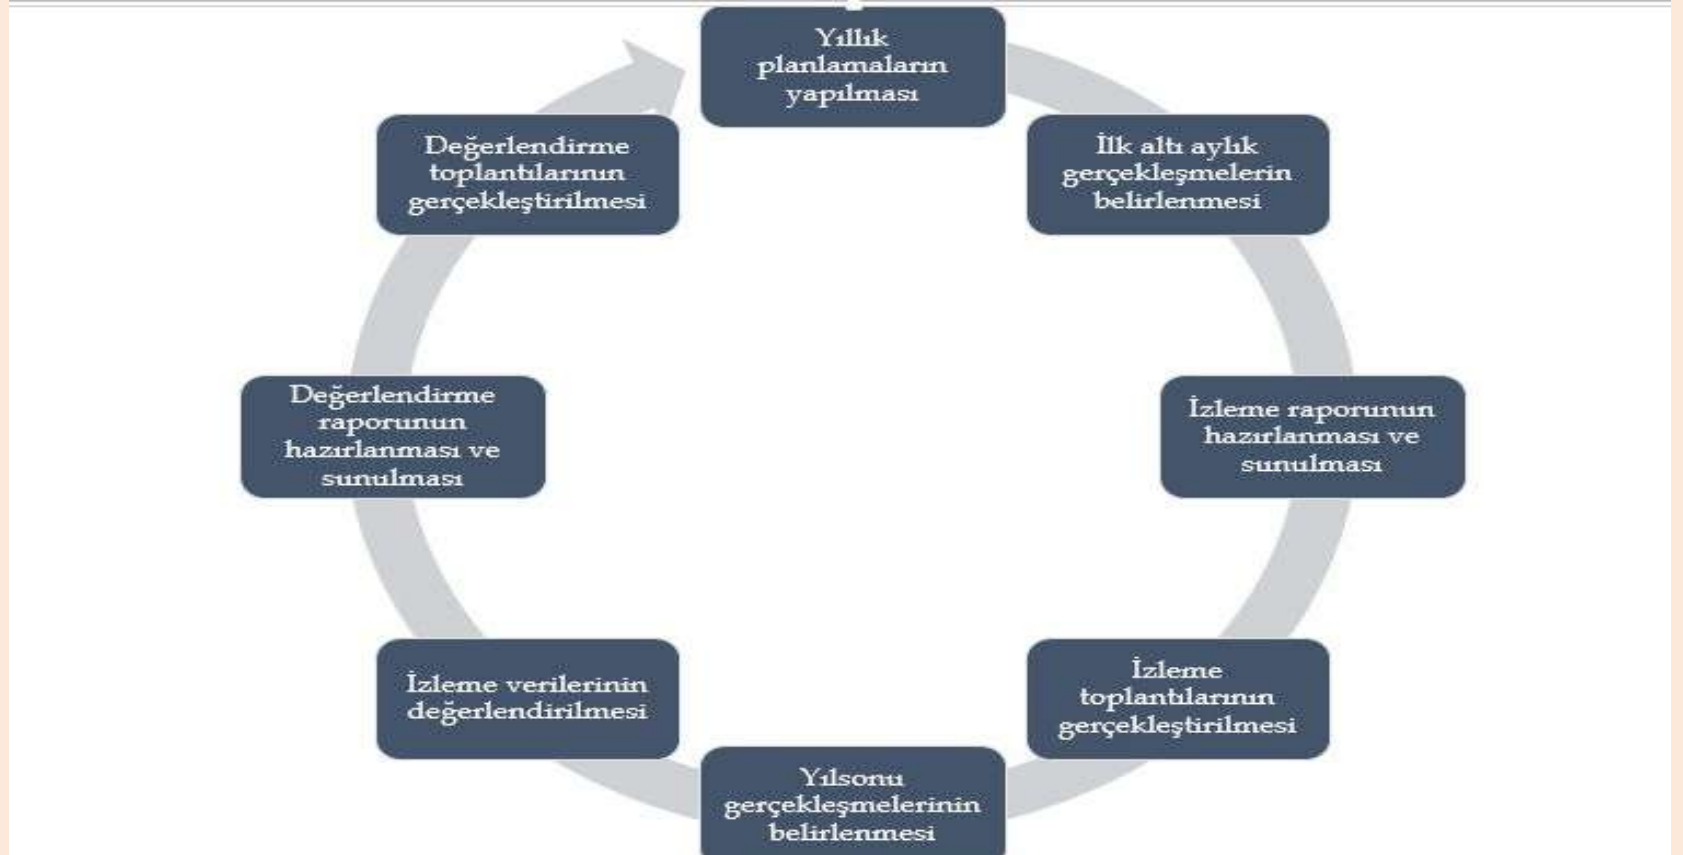 Yıllık
planlamaların
yapılması
İlk altı aylık
gerçekleşmelerin
belirlenmesi
İzleme raporunun
hazırlanması ve
sunulması
İzleme
toplantılarının
gerçekleştirilmesi
Yılsonu
gerçekleşmelerinin
belirlenmesi
İzleme verilerinin
değerlendirilmesi
Değerlendirme
raporunun
hazırlanması ve
sunulması
Değerlendirme
toplantılarının
gerçekleştirilmesi